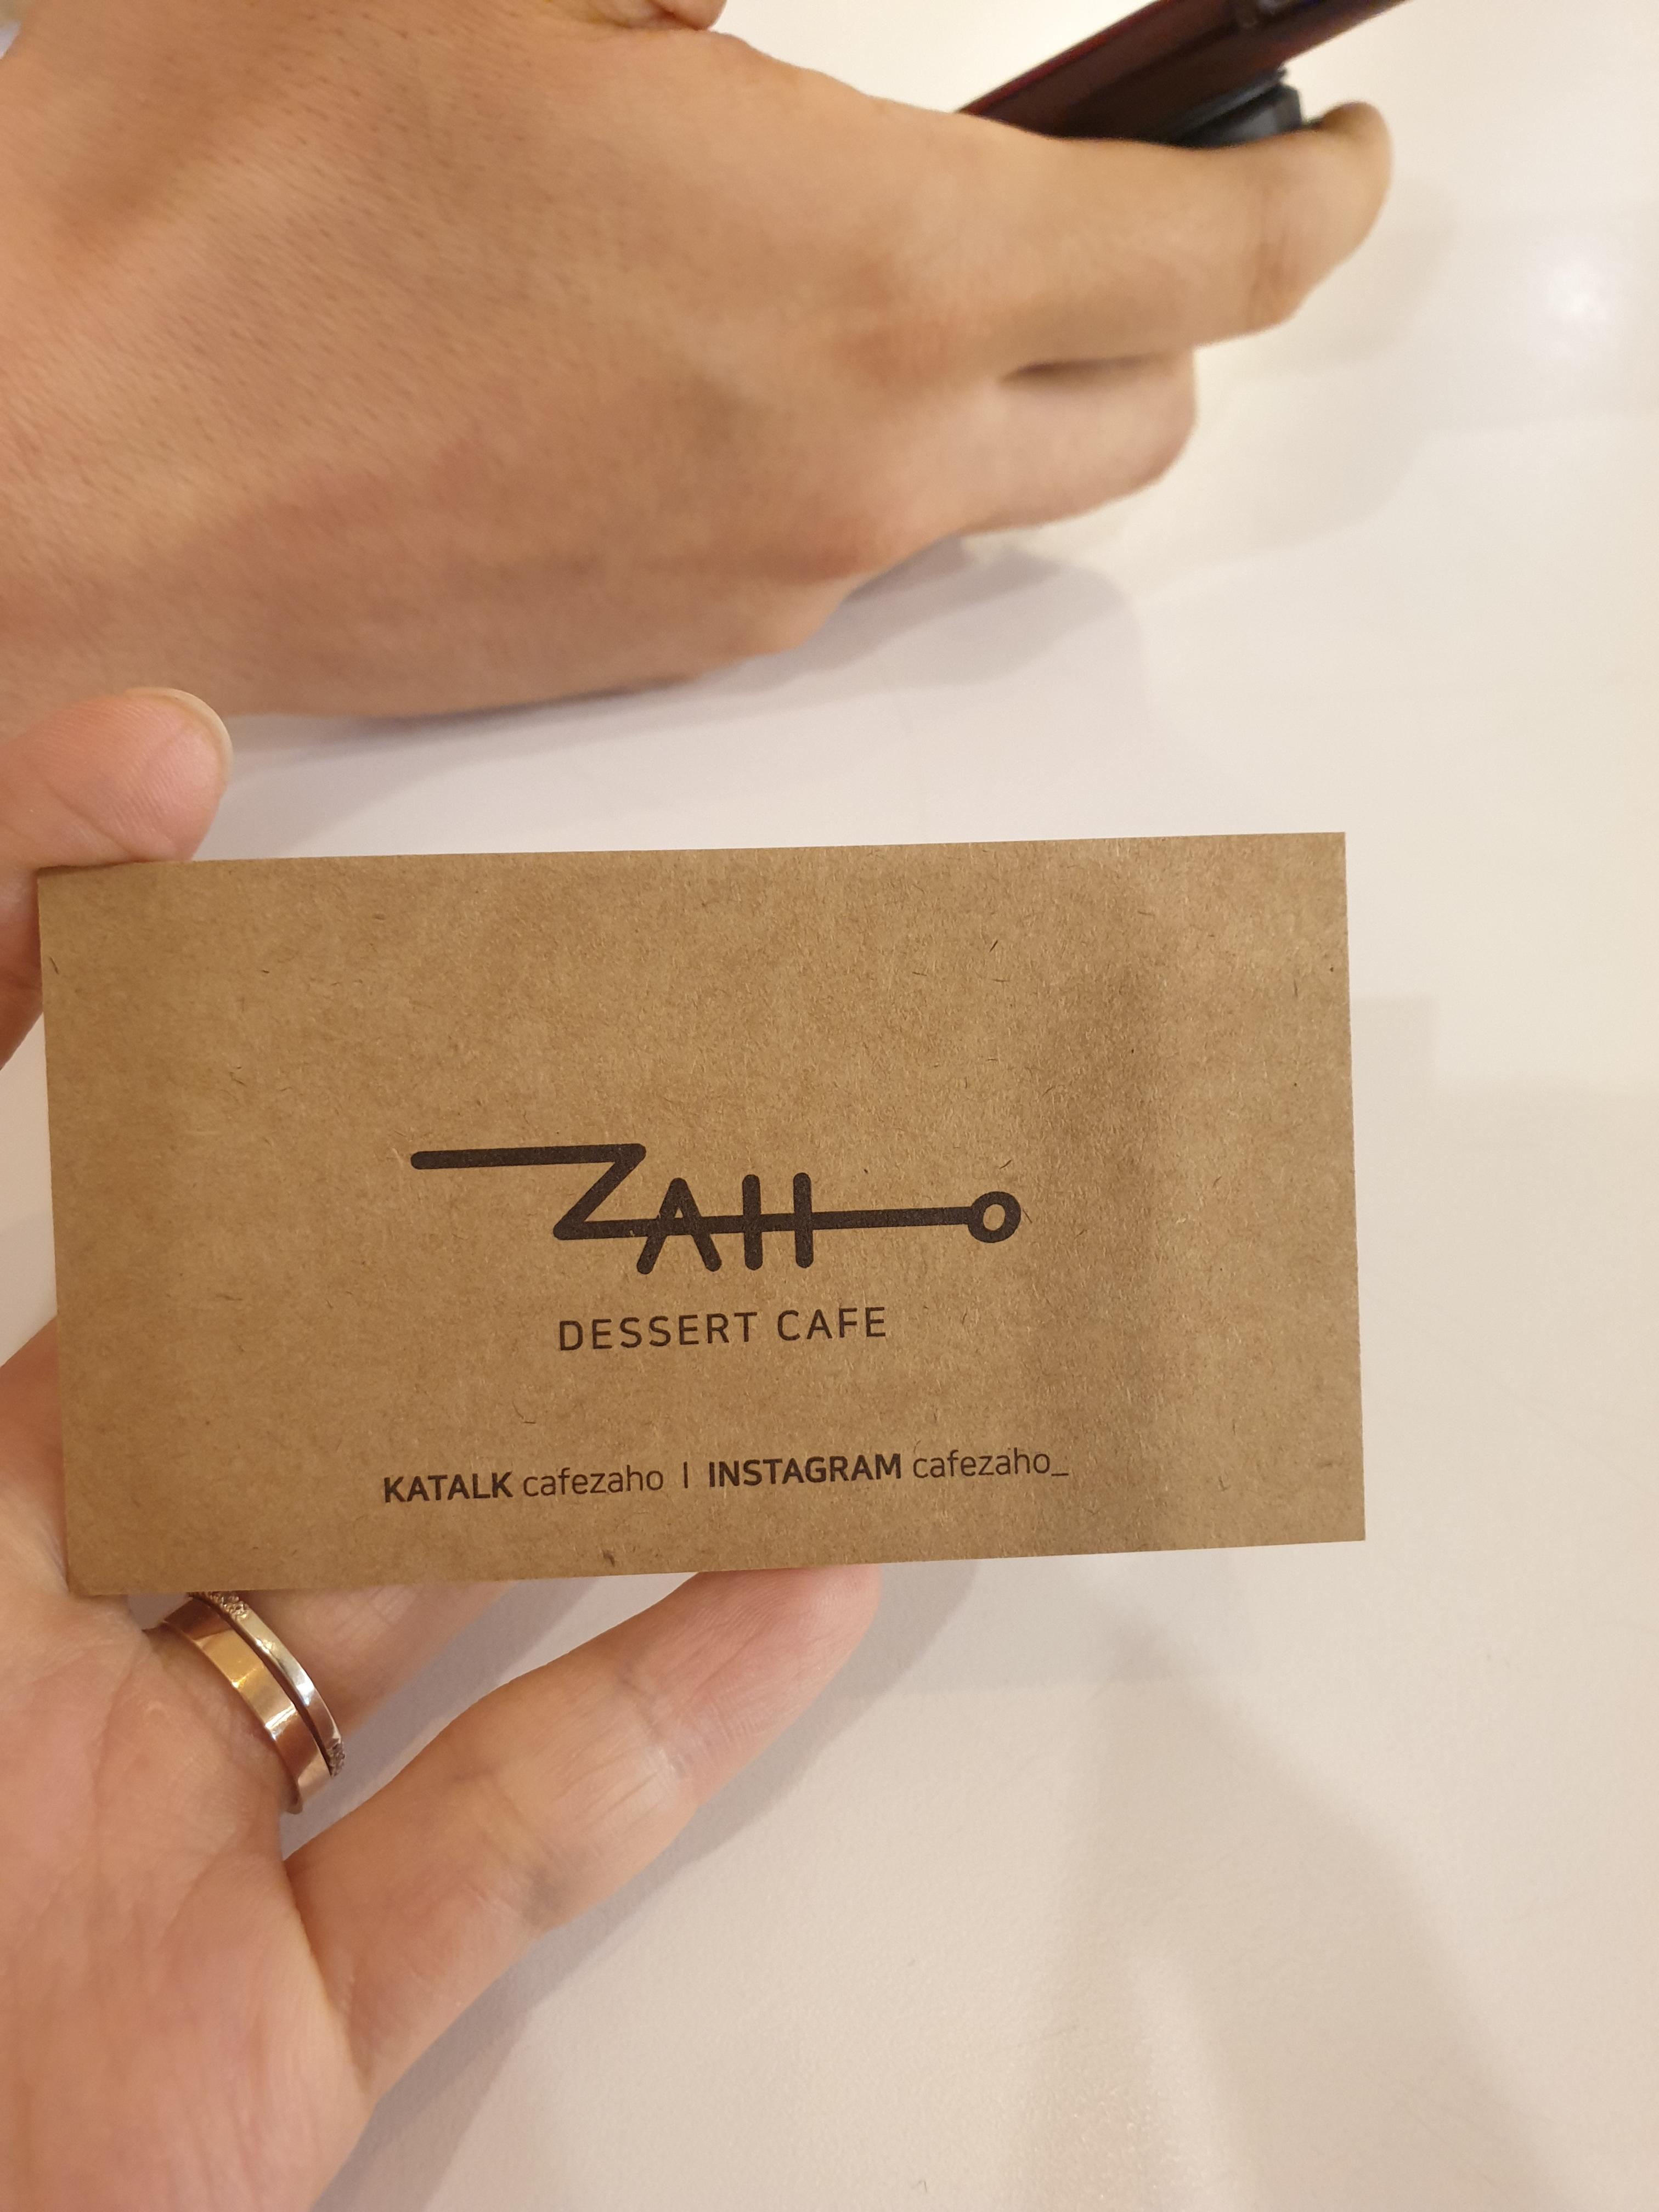 ZAHO
DESSERT CAFE
KATALK cafezaho | INSTAGRAM cafezaho_